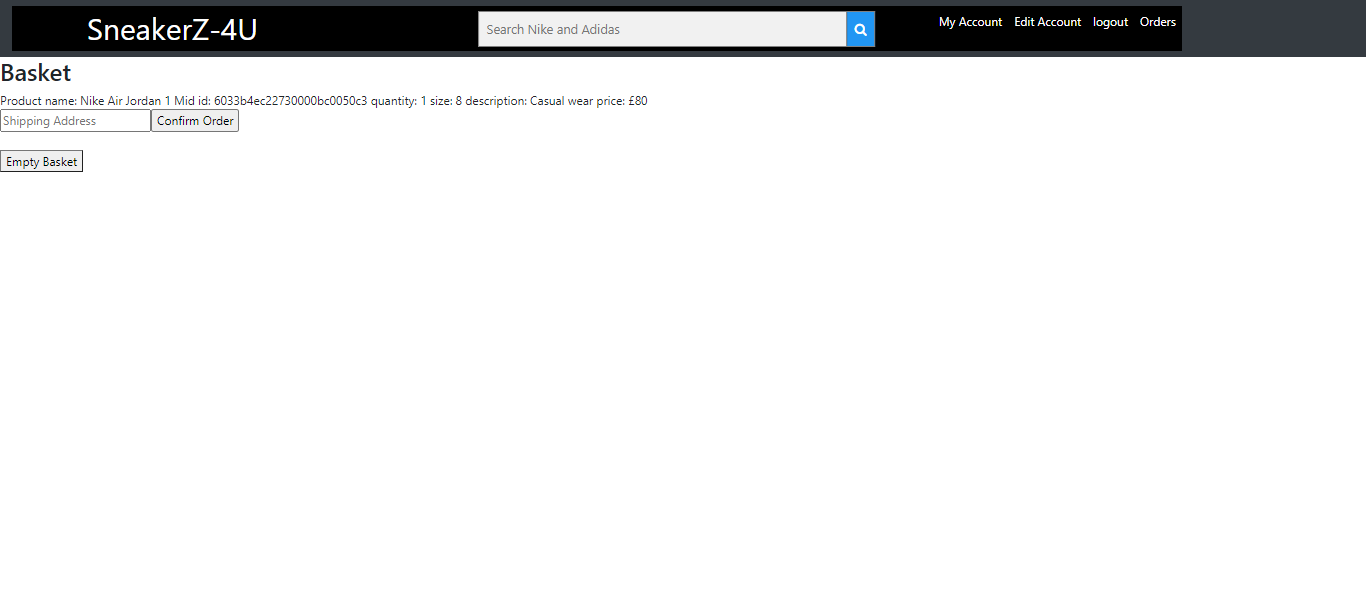 SneakerZ-4U
Search Nike and Adidas
My Account Edit Account logout Orders
Basket
Product name: Nike Air Jordan 1 Mid id: 6033b4ec22730000bc0050c3 quantity: 1 size: 8 description: Casual wear price: £80
Shipping Address Confirm Order
Empty Basket